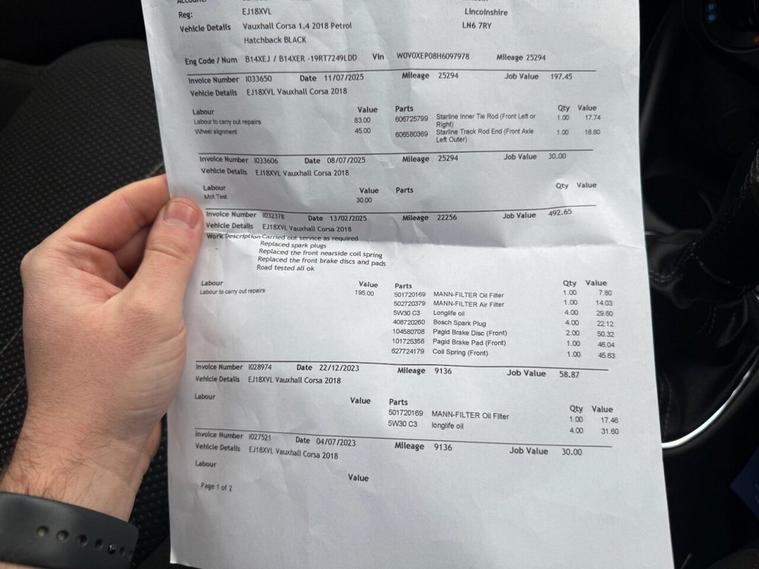 Reg: EJ18XVL Lincolnshire
Vehicle Details Vauxhall Corsa 1.4 2018 Petrol LN6 7RY
Hatchback BLACK
Eng Code / Num B14XEJ / B14XER -19RT7249LDD Vin W0V0XEP08H6097978 Mileage 25294
Invoice Number I033650 Date 11/07/2025 Mileage 25294 Job Value 197.45
Vehicle Details EJ18XVL Vauxhall Corsa 2018
Labour Value Parts Qty Value
Labour to carry out repairs 83.00 606725799 Starline Inner Tie Rod (Front Left or Right) 1.00 17.74
Wheel alignment 45.00 606580369 Starline Track Rod End (Front Axle Left Outer) 1.00 18.80
Invoice Number I033606 Date 08/07/2025 Mileage 25294 Job Value 30.00
Vehicle Details EJ18XVL Vauxhall Corsa 2018
Labour Value Parts Qty Value
Mot Test 30.00
Invoice Number I032378 Date 13/02/2025 Mileage 22256 Job Value 492.65
Vehicle Details EJ18XVL Vauxhall Corsa 2018
Work Description Carried out service as required
Replaced spark plugs
Replaced the front nearside coil spring
Replaced the front brake discs and pads
Road tested all ok
Labour Value Parts Qty Value
Labour to carry out repairs 195.00 501720169 MANN-FILTER Oil Filter 1.00 7.80
502720379 MANN-FILTER Air Filter 1.00 14.03
5W30 C3 Longlife oil 4.00 29.60
408720260 Bosch Spark Plug 4.00 22.12
104580708 Pagid Brake Disc (Front) 2.00 50.32
101725358 Pagid Brake Pad (Front) 1.00 46.04
627724179 Coil Spring (Front) 1.00 45.63
Invoice Number I028974 Date 22/12/2023 Mileage 9136 Job Value 58.87
Vehicle Details EJ18XVL Vauxhall Corsa 2018
Labour Value Parts Qty Value
501720169 MANN-FILTER Oil Filter 1.00 17.46
5W30 C3 longlife oil 4.00 31.60
Invoice Number I027521 Date 04/07/2023 Mileage 9136 Job Value 30.00
Vehicle Details EJ18XVL Vauxhall Corsa 2018
Labour Value
Page 1 of 2